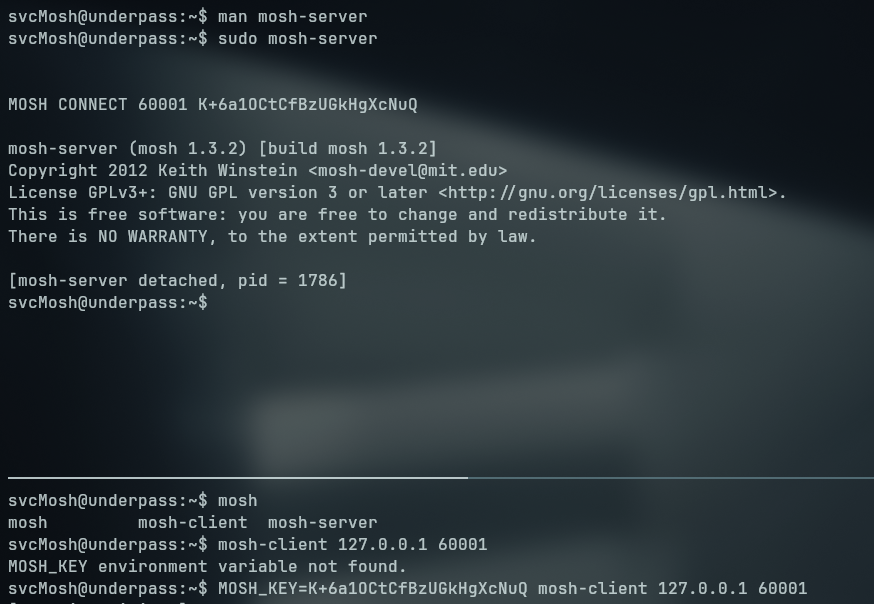 svcMosh@underpass:~$ man mosh-server
svcMosh@underpass:~$ sudo mosh-server
MOSH CONNECT 60001 K+6a1OCtCfBzUGkHgXcNuQ
mosh-server (mosh 1.3.2) [build mosh 1.3.2]
Copyright 2012 Keith Winstein <mosh-devel@mit.edu>
License GPLv3+: GNU GPL version 3 or later <http://gnu.org/licenses/gpl.html>.
This is free software: you are free to change and redistribute it.
There is NO WARRANTY, to the extent permitted by law.
[mosh-server detached, pid = 1786]
svcMosh@underpass:~$
svcMosh@underpass:~$ mosh
mosh         mosh-client  mosh-server
svcMosh@underpass:~$ mosh-client 127.0.0.1 60001
MOSH_KEY environment variable not found.
svcMosh@underpass:~$ MOSH_KEY=K+6a1OCtCfBzUGkHgXcNuQ mosh-client 127.0.0.1 60001